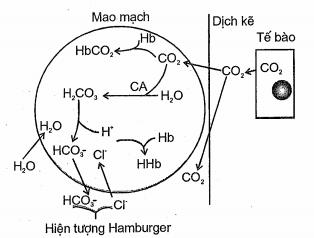 Mao mạch
Dịch kẽ
Tế bào
Hb
HbCO₂
CO₂
CO₂
CO₂
CA
H₂CO₃
H₂O
H₂O
H⁺
Hb
HCO₃⁻
Cl⁻
HHb
H₂O
CO₂
HCO₃⁻
Cl⁻
Hiện tượng Hamburger